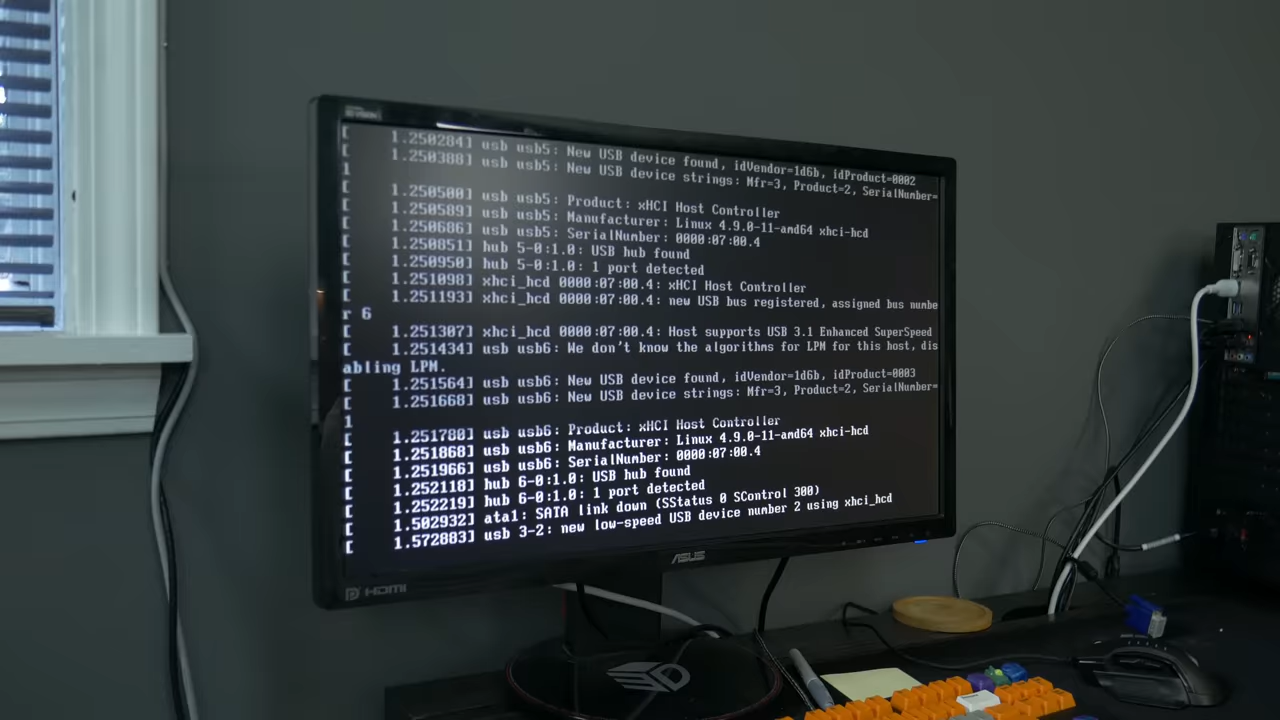 [    1.250284] usb usb5: New USB device found, idVendor=1d6b, idProduct=0002
[    1.250388] usb usb5: New USB device strings: Mfr=3, Product=2, SerialNumber=
1
[    1.250500] usb usb5: Product: xHCI Host Controller
[    1.250589] usb usb5: Manufacturer: Linux 4.9.0-11-amd64 xhci-hcd
[    1.250686] usb usb5: SerialNumber: 0000:07:00.4
[    1.250851] hub 5-0:1.0: USB hub found
[    1.250950] hub 5-0:1.0: 1 port detected
[    1.251098] xhci_hcd 0000:07:00.4: xHCI Host Controller
[    1.251193] xhci_hcd 0000:07:00.4: new USB bus registered, assigned bus numbe
r 6
[    1.251307] xhci_hcd 0000:07:00.4: Host supports USB 3.1 Enhanced SuperSpeed
[    1.251434] usb usb6: We don't know the algorithms for LPM for this host, dis
abling LPM.
[    1.251564] usb usb6: New USB device found, idVendor=1d6b, idProduct=0003
[    1.251668] usb usb6: New USB device strings: Mfr=3, Product=2, SerialNumber=
1
[    1.251780] usb usb6: Product: xHCI Host Controller
[    1.251868] usb usb6: Manufacturer: Linux 4.9.0-11-amd64 xhci-hcd
[    1.251966] usb usb6: SerialNumber: 0000:07:00.4
[    1.252118] hub 6-0:1.0: USB hub found
[    1.252219] hub 6-0:1.0: 1 port detected
[    1.502932] ata1: SATA link down (SStatus 0 SControl 300)
[    1.572883] usb 3-2: new low-speed USB device number 2 using xhci_hcd
[
ASUS
HDMI
3D